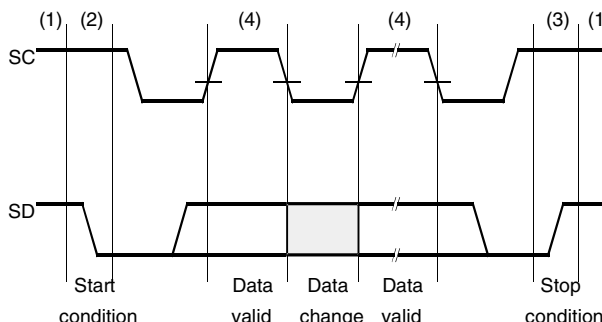 (1) (2) (4) (4) (3) (1
SC
SD
Start Data Data Data Stop
condition valid change valid condition